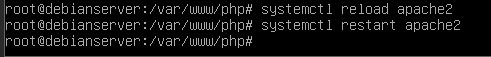 root@debianserver:/var/www/php# systemctl reload apache2
root@debianserver:/var/www/php# systemctl restart apache2
root@debianserver:/var/www/php#